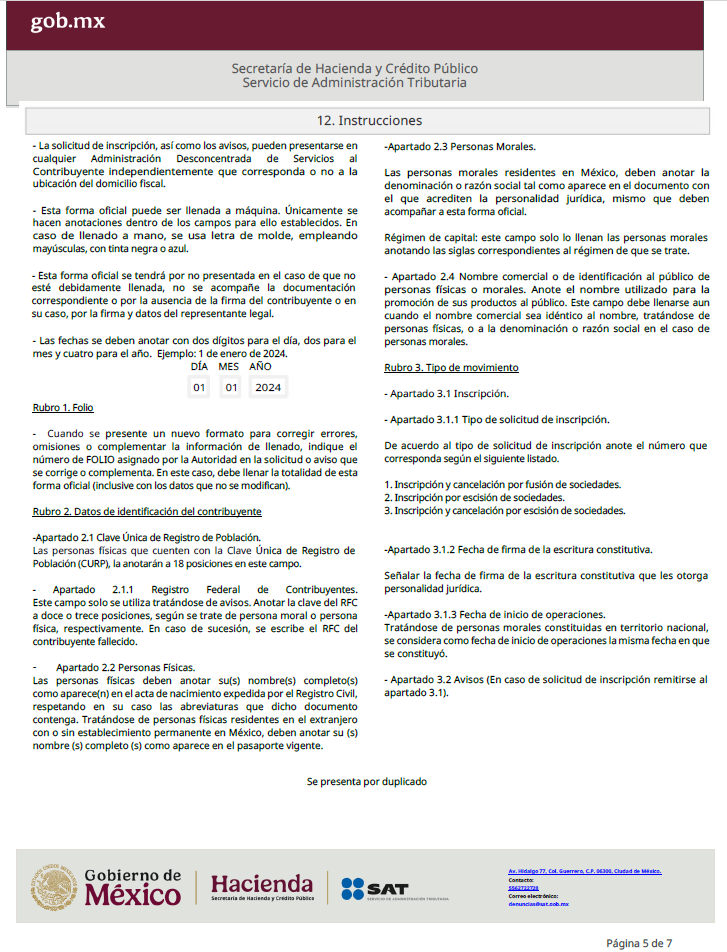 gob.mx
Secretaría de Hacienda y Crédito Público
Servicio de Administración Tributaria
12. Instrucciones
- La solicitud de inscripción, así como los avisos, pueden presentarse en
cualquier Administración Desconcentrada de Servicios al
Contribuyente independientemente que corresponda o no a la
ubicación del domicilio fiscal.
- Esta forma oficial puede ser llenada a máquina. Únicamente se
hacen anotaciones dentro de los campos para ello establecidos. En
caso de llenado a mano, se usa letra de molde, empleando
mayúsculas, con tinta negra o azul.
- Esta forma oficial se tendrá por no presentada en el caso de que no
esté debidamente llenada, no se acompañe la documentación
correspondiente o por la ausencia de la firma del contribuyente o en
su caso, por la firma y datos del representante legal.
- Las fechas se deben anotar con dos dígitos para el día, dos para el
mes y cuatro para el año. Ejemplo: 1 de enero de 2024.
DÍA MES AÑO
01 01 2024
Rubro 1. Folio
- Cuando se presente un nuevo formato para corregir errores,
omisiones o complementar la información de llenado, indique el
número de FOLIO asignado por la Autoridad en la solicitud o aviso que
se corrige o complementa. En este caso, debe llenar la totalidad de esta
forma oficial (inclusive con los datos que no se modifican).
Rubro 2. Datos de identificación del contribuyente
-Apartado 2.1 Clave Única de Registro de Población.
Las personas físicas que cuenten con la Clave Única de Registro de
Población (CURP), la anotarán a 18 posiciones en este campo.
- Apartado 2.1.1 Registro Federal de Contribuyentes.
Este campo solo se utiliza tratándose de avisos. Anotar la clave del RFC
a doce o trece posiciones, según se trate de persona moral o persona
física, respectivamente. En caso de sucesión, se escribe el RFC del
contribuyente fallecido.
- Apartado 2.2 Personas Físicas.
Las personas físicas deben anotar su(s) nombre(s) completo(s)
como aparece(n) en el acta de nacimiento expedida por el Registro Civil,
respetando en su caso las abreviaturas que dicho documento
contenga. Tratándose de personas físicas residentes en el extranjero
con o sin establecimiento permanente en México, deben anotar su (s)
nombre (s) completo (s) como aparece en el pasaporte vigente.
-Apartado 2.3 Personas Morales.
Las personas morales residentes en México, deben anotar la
denominación o razón social tal como aparece en el documento con
el que acrediten la personalidad jurídica, mismo que deben
acompañar a esta forma oficial.
Régimen de capital: este campo solo lo llenan las personas morales
anotando las siglas correspondientes al régimen de que se trate.
- Apartado 2.4 Nombre comercial o de identificación al público de
personas físicas o morales. Anote el nombre utilizado para la
promoción de sus productos al público. Este campo debe llenarse aun
cuando el nombre comercial sea idéntico al nombre, tratándose de
personas físicas, o a la denominación o razón social en el caso de
personas morales.
Rubro 3. Tipo de movimiento
- Apartado 3.1 Inscripción.
- Apartado 3.1.1 Tipo de solicitud de inscripción.
De acuerdo al tipo de solicitud de inscripción anote el número que
corresponda según el siguiente listado.
1. Inscripción y cancelación por fusión de sociedades.
2. Inscripción por escisión de sociedades.
3. Inscripción y cancelación por escisión de sociedades.
-Apartado 3.1.2 Fecha de firma de la escritura constitutiva.
Señalar la fecha de firma de la escritura constitutiva que les otorga
personalidad jurídica.
-Apartado 3.1.3 Fecha de inicio de operaciones.
Tratándose de personas morales constituidas en territorio nacional,
se considera como fecha de inicio de operaciones la misma fecha en que
se constituyó.
- Apartado 3.2 Avisos (En caso de solicitud de inscripción remitirse al
apartado 3.1).
Se presenta por duplicado
Gobierno de
México
Hacienda
Secretaría de Hacienda y Crédito Público
SAT
SERVICIO DE ADMINISTRACIÓN TRIBUTARIA
Av. Hidalgo 77, Col. Guerrero, C.P. 06300, Ciudad de México.
Contacto:
5562722728
Correo electrónico:
denuncias@sat.gob.mx
Página 5 de 7